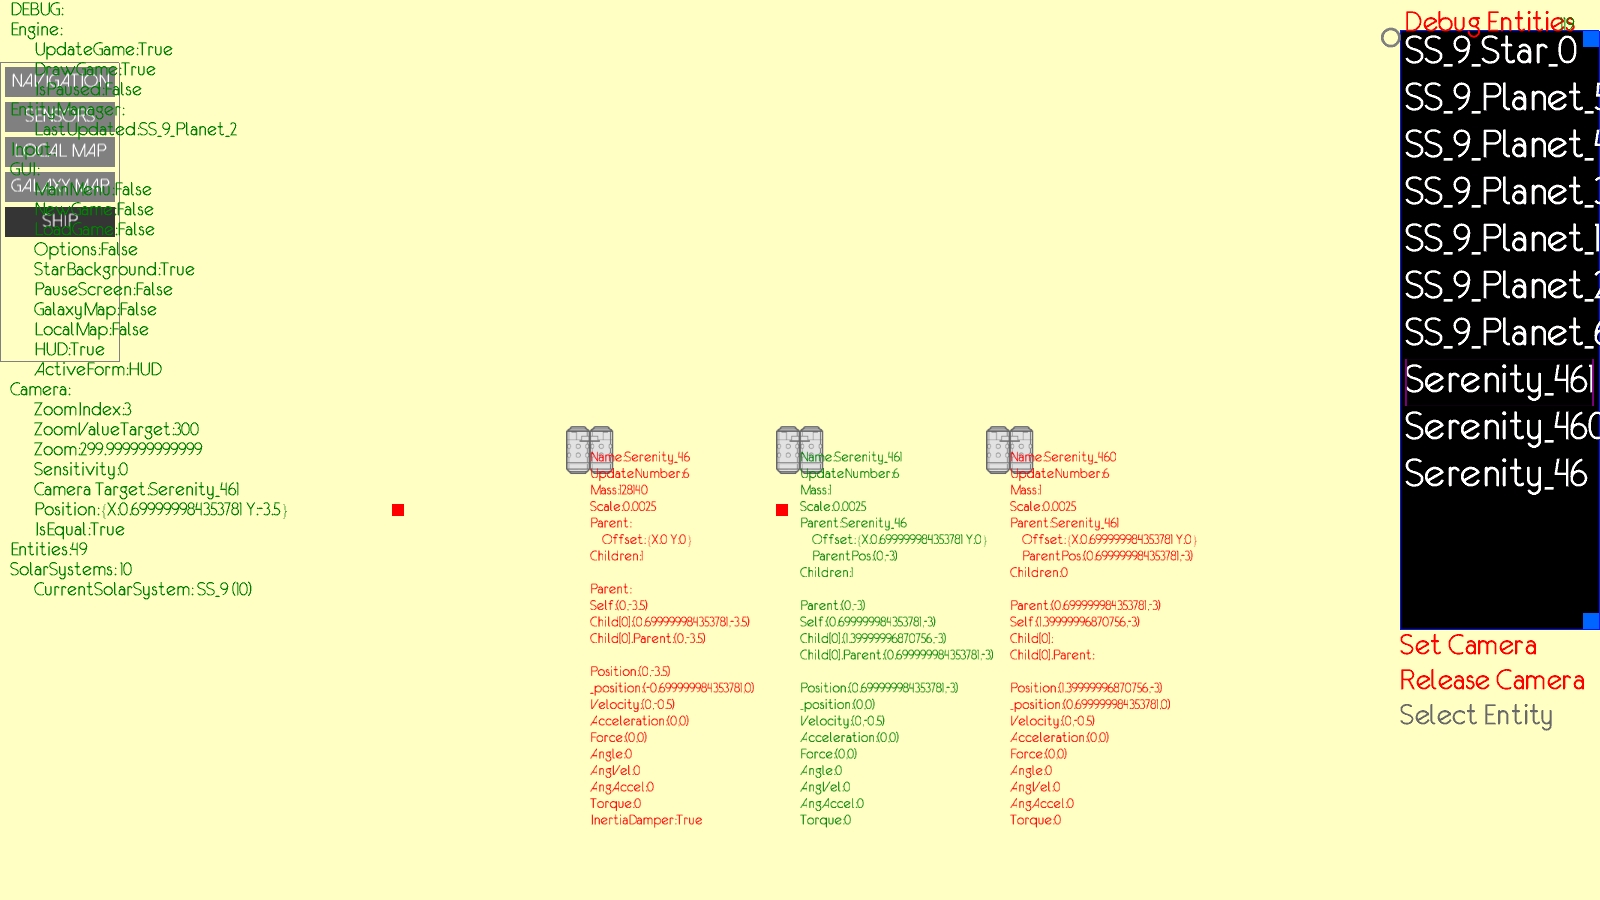 DEBUG:
Engine:
UpdateGame:True
DrawGame:True
IsPaused:False
EntityManager:
LastUpdated:SS_9_Planet_2
Input:
GUI:
MainMenu:False
NewGame:False
LoadGame:False
Options:False
StarBackground:True
PauseScreen:False
GalaxyMap:False
LocalMap:False
HUD:True
ActiveForm:HUD
Camera:
ZoomIndex:3
ZoomValueTarget:300
Zoom:299.999999999999
Sensitivity:0
Camera Target:Serenity_461
Position:{X:0.699999984353781 Y:-3.5}
IsEqual:True
Entities:49
SolarSystems: 10
CurrentSolarSystem: SS_9 (10)
NAVIGATION
SENSORS
LOCAL MAP
GALAXY MAP
SHIP
Name:Serenity_46
UpdateNumber:6
Mass:128140
Scale:0.0025
Parent:
Offset:{X:0 Y:0}
Children:1
Parent:
Self:(0,-3.5)
Child[0]:(0.699999984353781,-3.5)
Child[0].Parent:(0,-3.5)
Position:(0,-3.5)
_position:(-0.699999984353781,0)
Velocity:(0,-0.5)
Acceleration:(0,0)
Force:(0,0)
Angle:0
AngVel:0
AngAccel:0
Torque:0
InertiaDamper:True
Name:Serenity_461
UpdateNumber:6
Mass:1
Scale:0.0025
Parent:Serenity_46
Offset:{X:0.699999984353781 Y:0}
ParentPos:(0,-3)
Children:1
Parent:(0,-3)
Self:(0.699999984353781,-3)
Child[0]:(1.39999996870756,-3)
Child[0].Parent:(0.699999984353781,-3)
Position:(0.699999984353781,-3)
_position:(0,0)
Velocity:(0,-0.5)
Acceleration:(0,0)
Force:(0,0)
Angle:0
AngVel:0
AngAccel:0
Torque:0
Name:Serenity_460
UpdateNumber:6
Mass:1
Scale:0.0025
Parent:Serenity_461
Offset:{X:0.699999984353781 Y:0}
ParentPos:(0.699999984353781,-3)
Children:0
Parent:(0.699999984353781,-3)
Self:(1.39999996870756,-3)
Child[0]:
Child[0].Parent:
Position:(1.39999996870756,-3)
_position:(0.699999984353781,0)
Velocity:(0,-0.5)
Acceleration:(0,0)
Force:(0,0)
Angle:0
AngVel:0
AngAccel:0
Torque:0
Debug Entities
SS_9_Star_0
SS_9_Planet_5
SS_9_Planet_4
SS_9_Planet_3
SS_9_Planet_1
SS_9_Planet_2
SS_9_Planet_6
Serenity_461
Serenity_460
Serenity_46
Set Camera
Release Camera
Select Entity